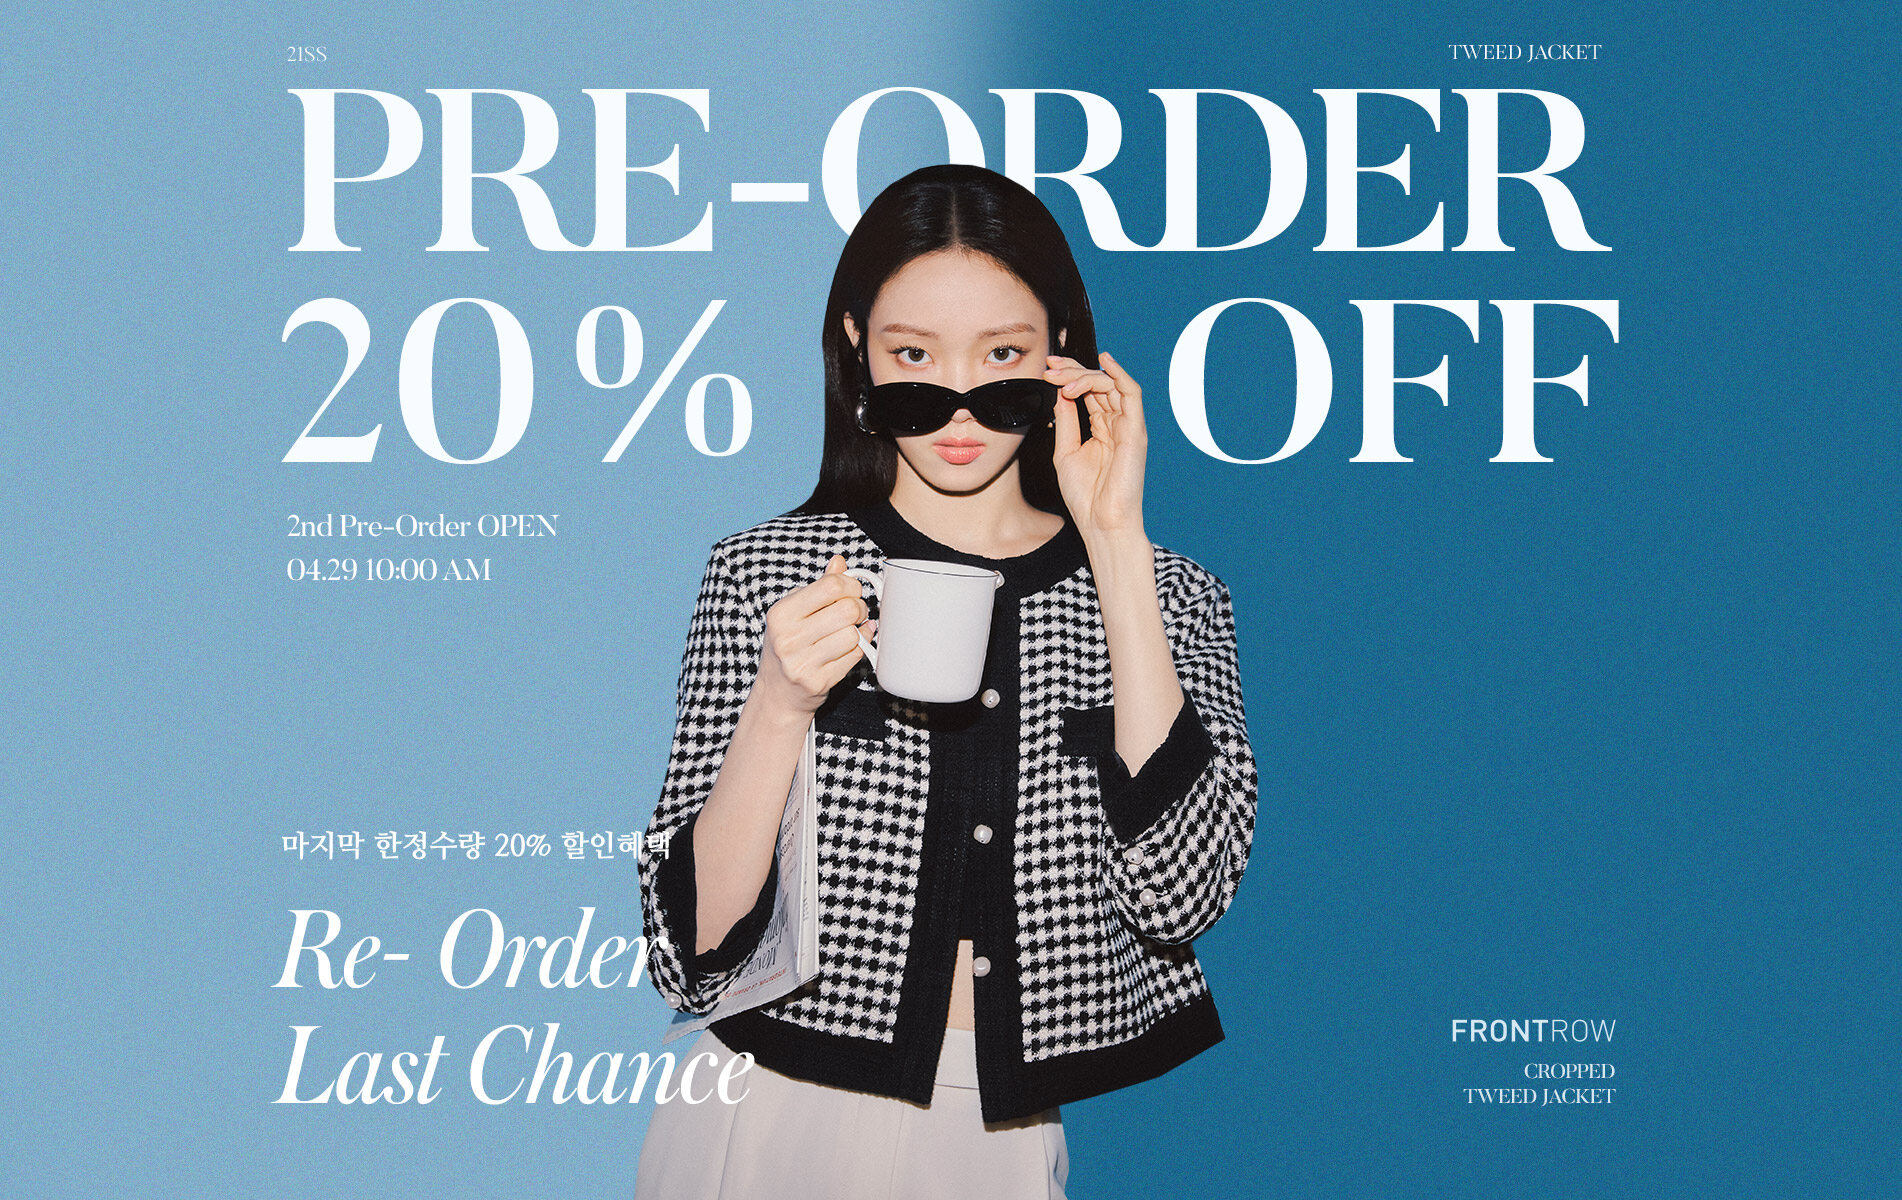 21SS
TWEED JACKET
PRE-ORDER
20% OFF
2nd Pre-Order OPEN
04.29 10:00 AM
마지막 한정수량 20% 할인혜택
Re- Order
Last Chance
FRONTROW
CROPPED
TWEED JACKET